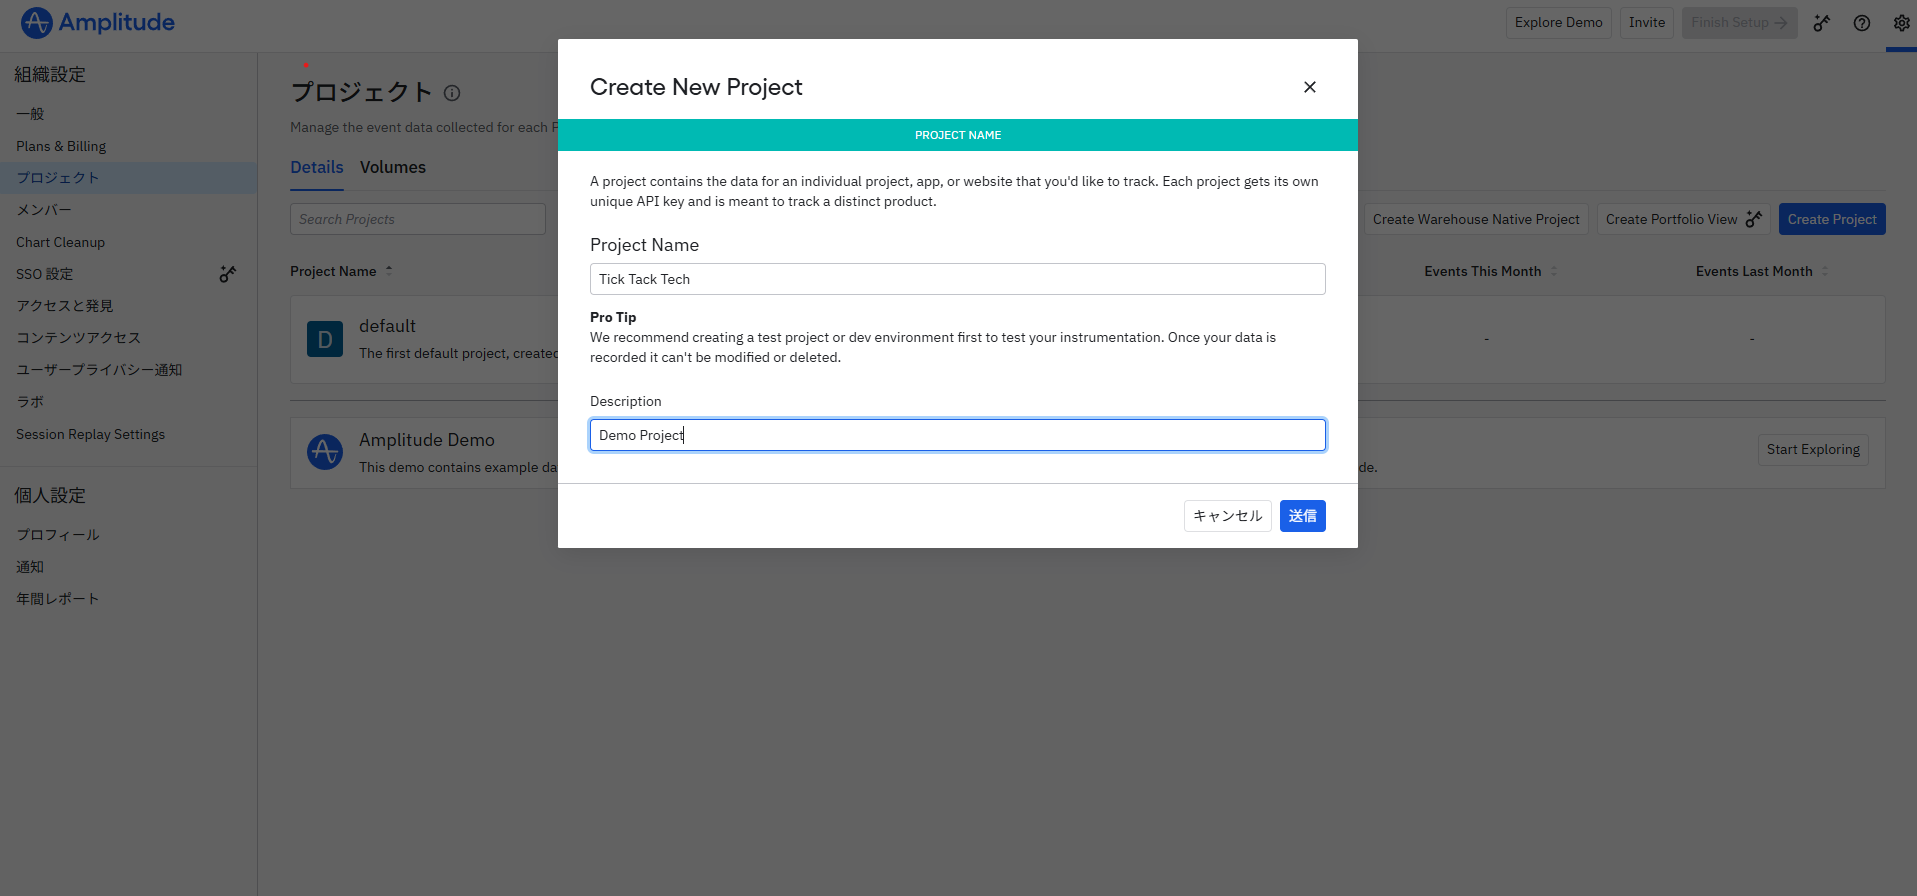 Amplitude
Explore Demo
Invite
Finish Setup →
組織設定
一般
Plans & Billing
プロジェクト
メンバー
Chart Cleanup
SSO 設定
アクセスと発見
コンテンツアクセス
ユーザープライバシー通知
ラボ
Session Replay Settings
個人設定
プロフィール
通知
年間レポート
プロジェクト
Manage the event data collected for each P
Details
Volumes
Search Projects
Create Warehouse Native Project
Create Portfolio View
Create Project
Project Name
Events This Month
Events Last Month
D
default
The first default project, created
-
-
Amplitude Demo
This demo contains example da
de.
Start Exploring
Create New Project
PROJECT NAME
A project contains the data for an individual project, app, or website that you'd like to track. Each project gets its own
unique API key and is meant to track a distinct product.
Project Name
Tick Tack Tech
Pro Tip
We recommend creating a test project or dev environment first to test your instrumentation. Once your data is
recorded it can't be modified or deleted.
Description
Demo Project
キャンセル
送信